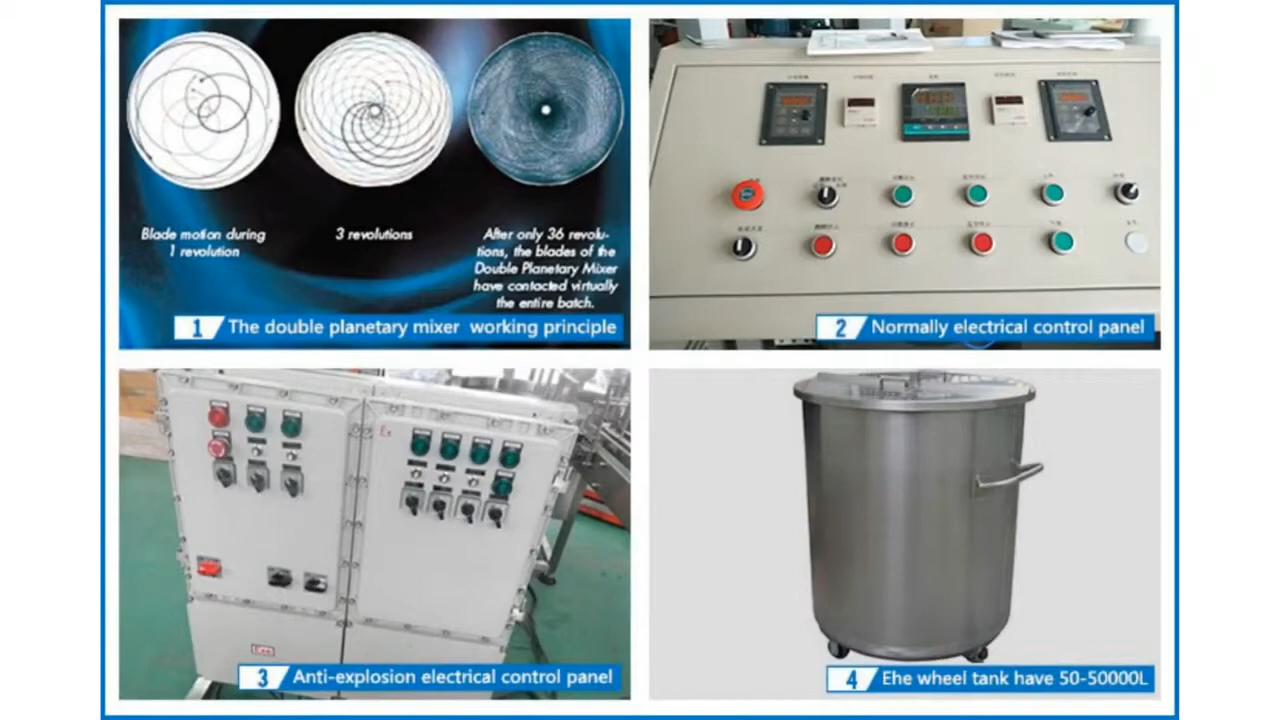 Blade motion during
1 revolution
3 revolutions
After only 36 revolu-
tions, the blades of the
Double Planetary Mixer
have contacted virtually
the entire batch.
1 The double planetary mixer working principle
2 Normally electrical control panel
Ex
3 Anti-explosion electrical control panel
4 Ehe wheel tank have 50-50000L